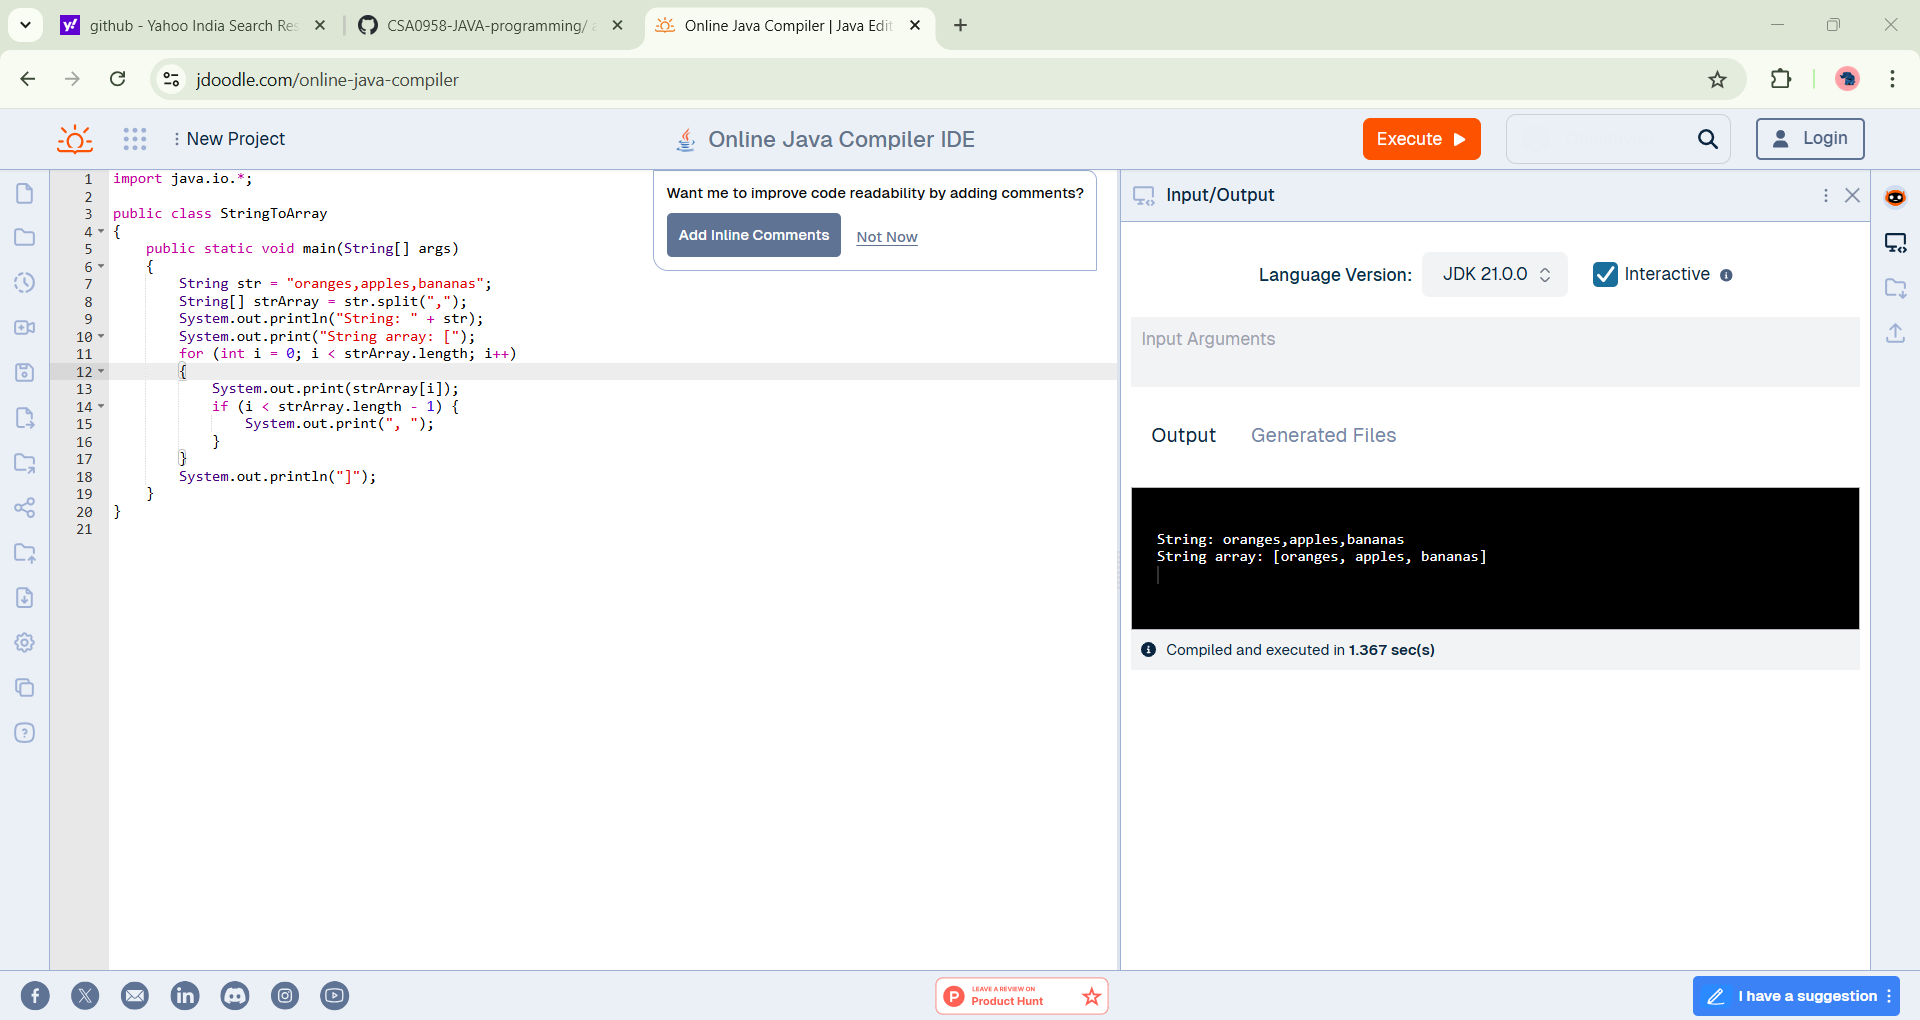 github - Yahoo India Search Res
CSA0958-JAVA-programming/ a
Online Java Compiler | Java Edit
jdoodle.com/online-java-compiler
New Project
Online Java Compiler IDE
Execute
Login
1 import java.io.*;
2
3 public class StringToArray
4 {
5 public static void main(String[] args)
6 {
7 String str = "oranges,apples,bananas";
8 String[] strArray = str.split(",");
9 System.out.println("String: " + str);
10 System.out.print("String array: [");
11 for (int i = 0; i < strArray.length; i++)
12 {
13 System.out.print(strArray[i]);
14 if (i < strArray.length - 1) {
15 System.out.print(", ");
16 }
17 }
18 System.out.println("]");
19 }
20 }
21
Want me to improve code readability by adding comments?
Add Inline Comments
Not Now
Input/Output
Language Version:
JDK 21.0.0
Interactive
Input Arguments
Output
Generated Files
String: oranges,apples,bananas
String array: [oranges, apples, bananas]
Compiled and executed in 1.367 sec(s)
LEAVE A REVIEW ON
Product Hunt
I have a suggestion